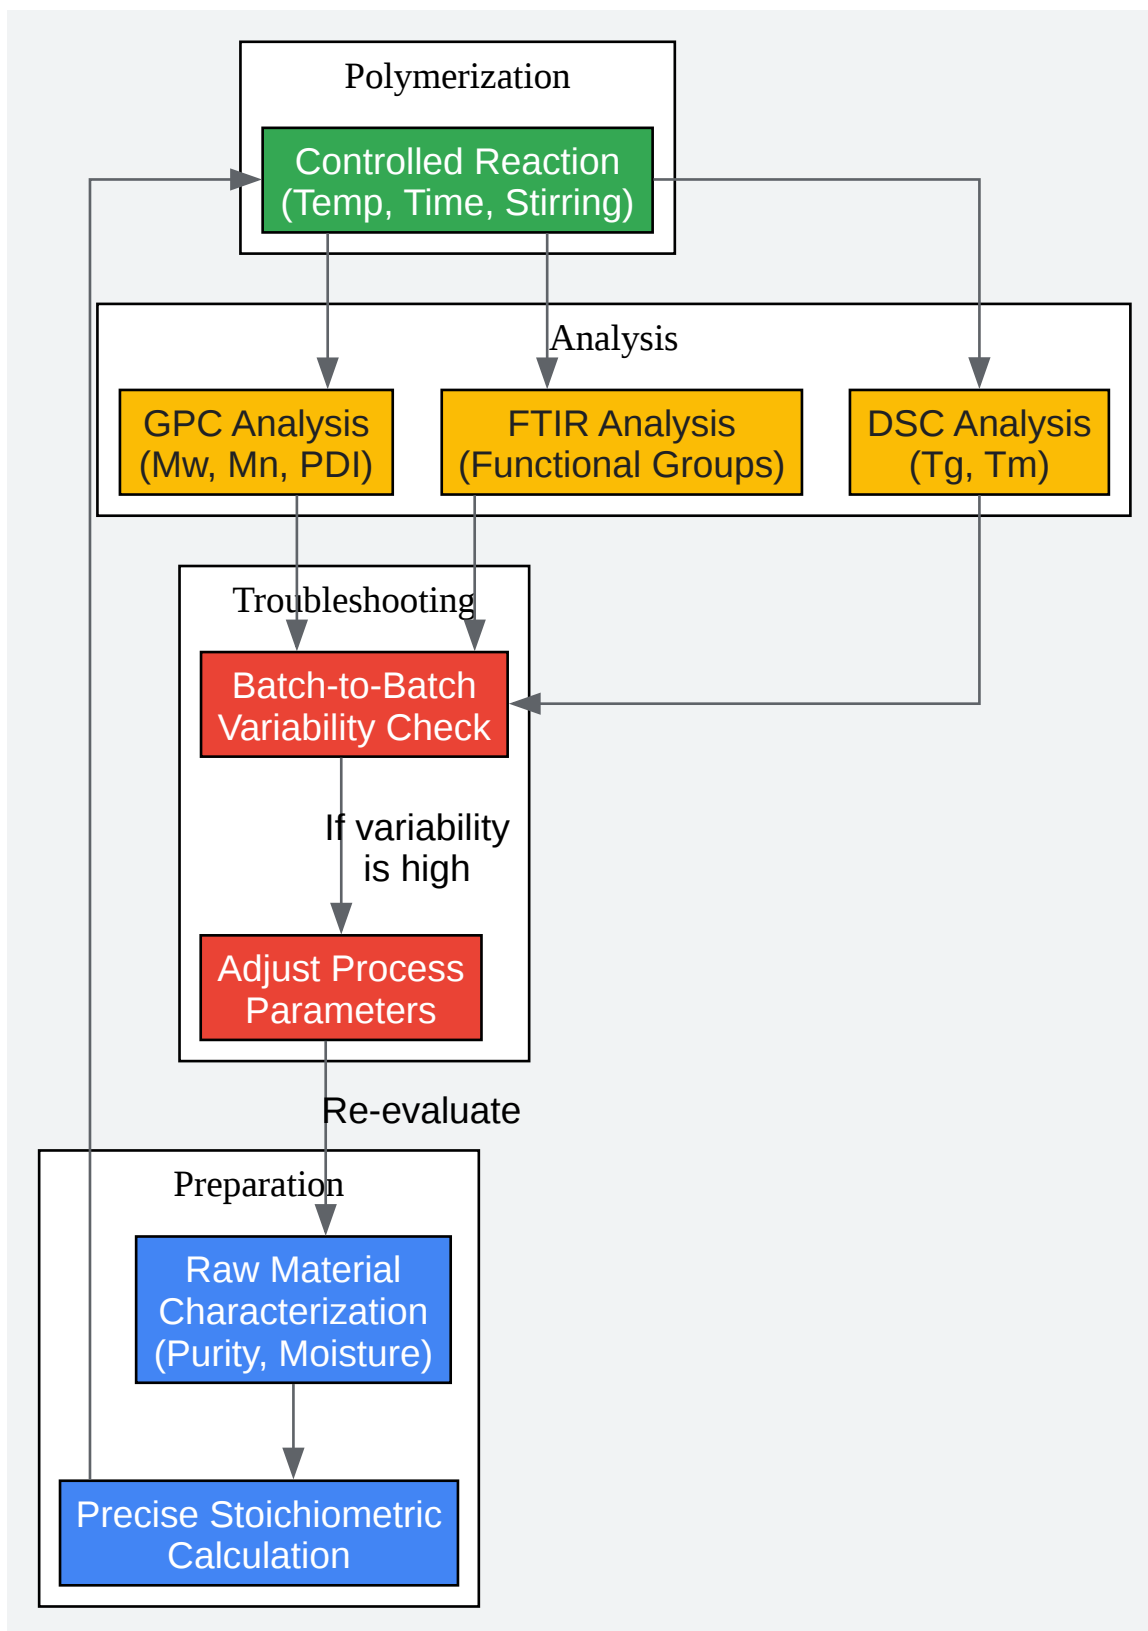 Polymerization
Controlled Reaction
(Temp, Time, Stirring)
Analysis
GPC Analysis
(Mw, Mn, PDI)
FTIR Analysis
(Functional Groups)
DSC Analysis
(Tg, Tm)
Troubleshooting
Batch-to-Batch
Variability Check
If variability
is high
Adjust Process
Parameters
Re-evaluate
Preparation
Raw Material
Characterization
(Purity, Moisture)
Precise Stoichiometric
Calculation